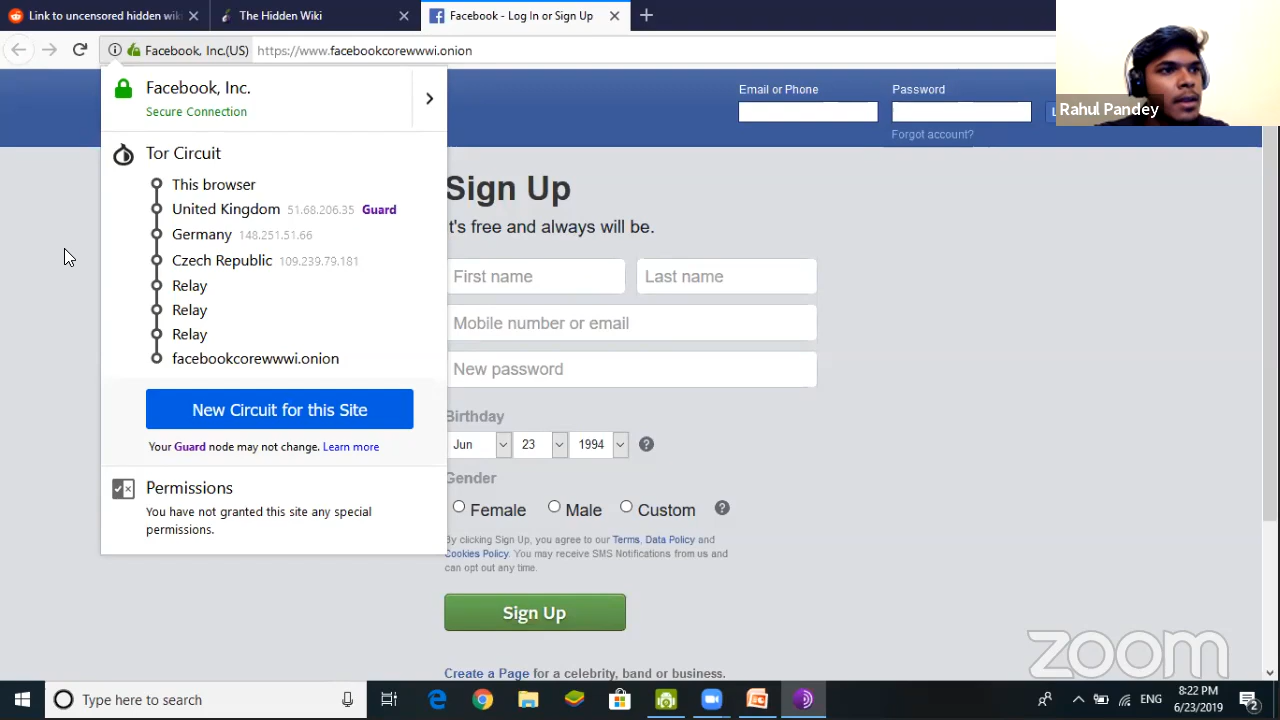 Link to uncensored hidden wiki
The Hidden Wiki
Facebook - Log In or Sign Up
Facebook, Inc.(US)
https://www.facebookcorewwwi.onion
Facebook, Inc.
Secure Connection
Tor Circuit
This browser
United Kingdom 51.68.206.35 Guard
Germany 148.251.51.66
Czech Republic 109.239.79.181
Relay
Relay
Relay
facebookcorewwwi.onion
New Circuit for this Site
Your Guard node may not change. Learn more
Permissions
You have not granted this site any special
permissions.
Email or Phone
Password
Forgot account?
Rahul Pandey
Sign Up
It's free and always will be.
First name
Last name
Mobile number or email
New password
Birthday
Jun 23 1994
Gender
Female Male Custom
By clicking Sign Up, you agree to our Terms, Data Policy and
Cookies Policy. You may receive SMS Notifications from us and
can opt out any time.
Sign Up
Create a Page for a celebrity, band or business.
zoom
Type here to search
ENG
8:22 PM
6/23/2019
2